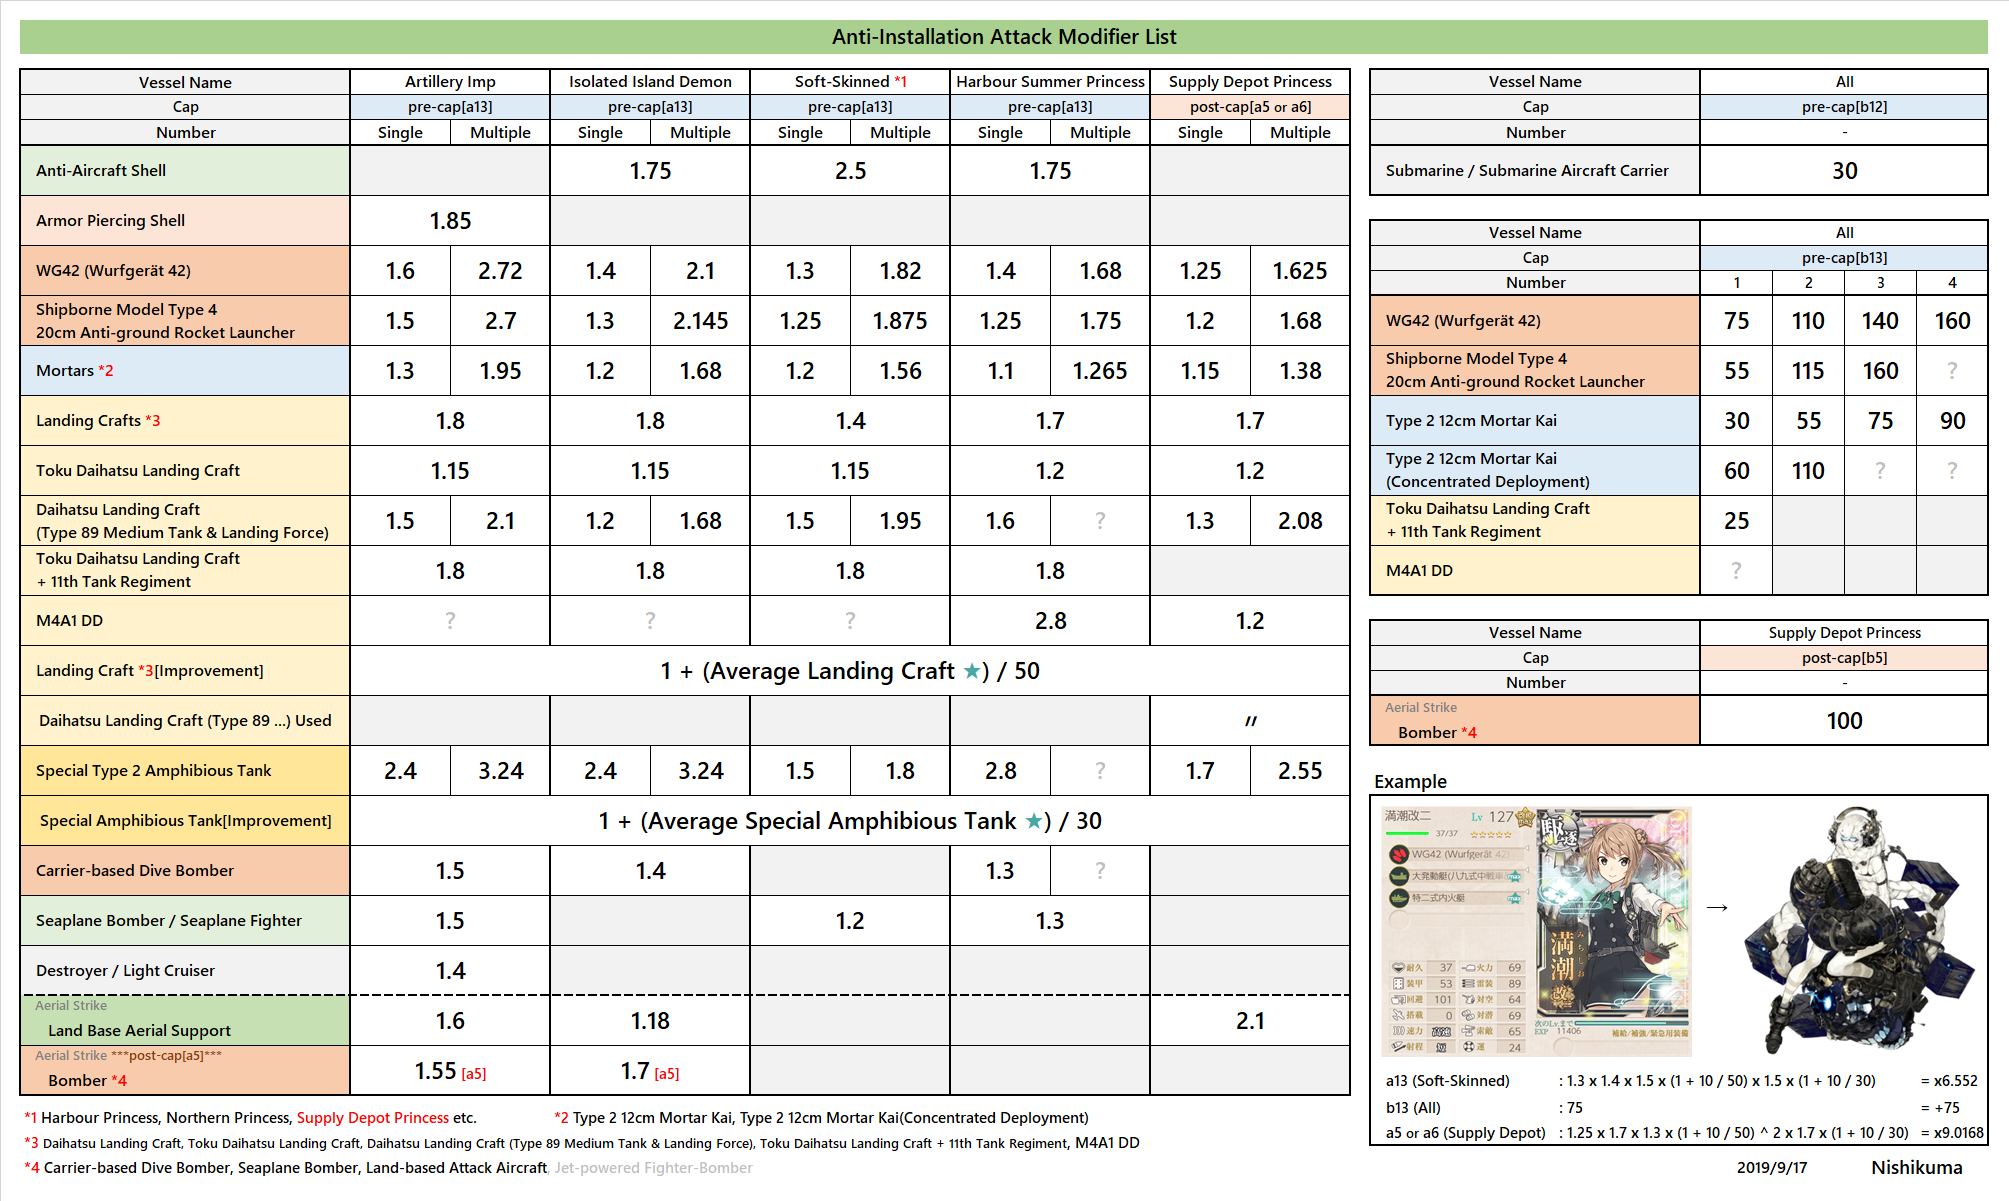 Anti-Installation Attack Modifier List
Vessel Name Artillery Imp Isolated Island Demon Soft-Skinned *1 Harbour Summer Princess Supply Depot Princess
Cap pre-cap[a13] pre-cap[a13] pre-cap[a13] pre-cap[a13] post-cap[a5 or a6]
Number Single Multiple Single Multiple Single Multiple Single Multiple Single Multiple
Anti-Aircraft Shell 1.75 2.5 1.75
Armor Piercing Shell 1.85
WG42 (Wurfgerät 42) 1.6 2.72 1.4 2.1 1.3 1.82 1.4 1.68 1.25 1.625
Shipborne Model Type 4
20cm Anti-ground Rocket Launcher 1.5 2.7 1.3 2.145 1.25 1.875 1.25 1.75 1.2 1.68
Mortars *2 1.3 1.95 1.2 1.68 1.2 1.56 1.1 1.265 1.15 1.38
Landing Crafts *3 1.8 1.8 1.4 1.7 1.7
Toku Daihatsu Landing Craft 1.15 1.15 1.15 1.2 1.2
Daihatsu Landing Craft
(Type 89 Medium Tank & Landing Force) 1.5 2.1 1.2 1.68 1.5 1.95 1.6 ? 1.3 2.08
Toku Daihatsu Landing Craft
+ 11th Tank Regiment 1.8 1.8 1.8 1.8
M4A1 DD ? ? ? 2.8 1.2
Landing Craft *3[Improvement] 1 + (Average Landing Craft ★) / 50
Daihatsu Landing Craft (Type 89 ...) Used 〃
Special Type 2 Amphibious Tank 2.4 3.24 2.4 3.24 1.5 1.8 2.8 ? 1.7 2.55
Special Amphibious Tank[Improvement] 1 + (Average Special Amphibious Tank ★) / 30
Carrier-based Dive Bomber 1.5 1.4 1.3 ?
Seaplane Bomber / Seaplane Fighter 1.5 1.2 1.3
Destroyer / Light Cruiser 1.4
Aerial Strike
Land Base Aerial Support 1.6 1.18 2.1
Aerial Strike ***post-cap[a5]***
Bomber *4 1.55 [a5] 1.7 [a5]
*1 Harbour Princess, Northern Princess, Supply Depot Princess etc. *2 Type 2 12cm Mortar Kai, Type 2 12cm Mortar Kai(Concentrated Deployment)
*3 Daihatsu Landing Craft, Toku Daihatsu Landing Craft, Daihatsu Landing Craft (Type 89 Medium Tank & Landing Force), Toku Daihatsu Landing Craft + 11th Tank Regiment, M4A1 DD
*4 Carrier-based Dive Bomber, Seaplane Bomber, Land-based Attack Aircraft, Jet-powered Fighter-Bomber
Vessel Name All
Cap pre-cap[b12]
Number -
Submarine / Submarine Aircraft Carrier 30
Vessel Name All
Cap pre-cap[b13]
Number 1 2 3 4
WG42 (Wurfgerät 42) 75 110 140 160
Shipborne Model Type 4
20cm Anti-ground Rocket Launcher 55 115 160 ?
Type 2 12cm Mortar Kai 30 55 75 90
Type 2 12cm Mortar Kai
(Concentrated Deployment) 60 110 ? ?
Toku Daihatsu Landing Craft
+ 11th Tank Regiment 25
M4A1 DD ?
Vessel Name Supply Depot Princess
Cap post-cap[b5]
Number -
Aerial Strike
Bomber *4 100
Example
満潮改二 Lv 127
37/37
WG42 (Wurfgerät 42)
大発動艇(八九式中戦車 max
特二式内火艇 max
駆逐
満潮 改二
みちしお
耐久 37 火力 69
装甲 53 雷装 89
回避 101 対空 64
搭載 0 対潜 69
速力 高速 索敵 65
射程 短 運 24
次のLvまで
EXP 11406 補給/補強/緊急用装備
→
a13 (Soft-Skinned) : 1.3 x 1.4 x 1.5 x (1 + 10 / 50) x 1.5 x (1 + 10 / 30) = x6.552
b13 (All) : 75 = +75
a5 or a6 (Supply Depot) : 1.25 x 1.7 x 1.3 x (1 + 10 / 50) ^ 2 x 1.7 x (1 + 10 / 30) = x9.0168
2019/9/17 Nishikuma